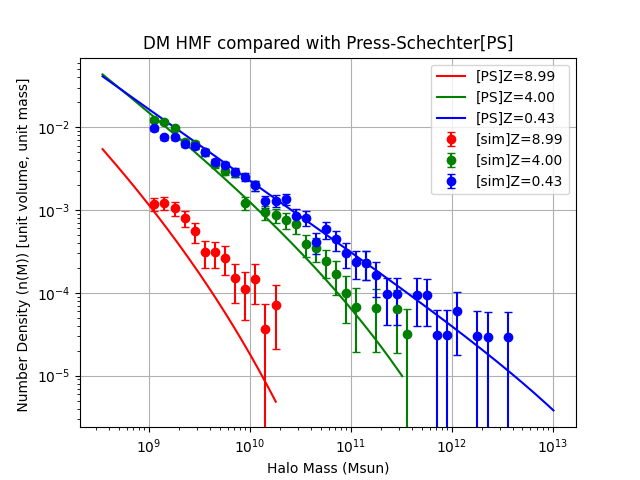 DM HMF compared with Press-Schechter[PS]
Number Density (n(M)) [unit volume, unit mass]
10⁻²
10⁻³
10⁻⁴
10⁻⁵
[PS]Z=8.99
[PS]Z=4.00
[PS]Z=0.43
[sim]Z=8.99
[sim]Z=4.00
[sim]Z=0.43
10⁹ 10¹⁰ 10¹¹ 10¹² 10¹³
Halo Mass (Msun)